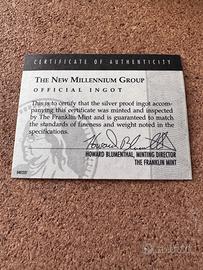 CERTIFICATE OF AUTHENTICITY
THE NEW MILLENNIUM GROUP
OFFICIAL INGOT
This is to certify that the silver proof ingot accom-
panying this certificate was minted and inspected
by The Franklin Mint and is guaranteed to match
the standards of fineness and weight noted in the
specifications.
Howard Blumenthal
HOWARD BLUMENTHAL, MINTING DIRECTOR
THE FRANKLIN MINT